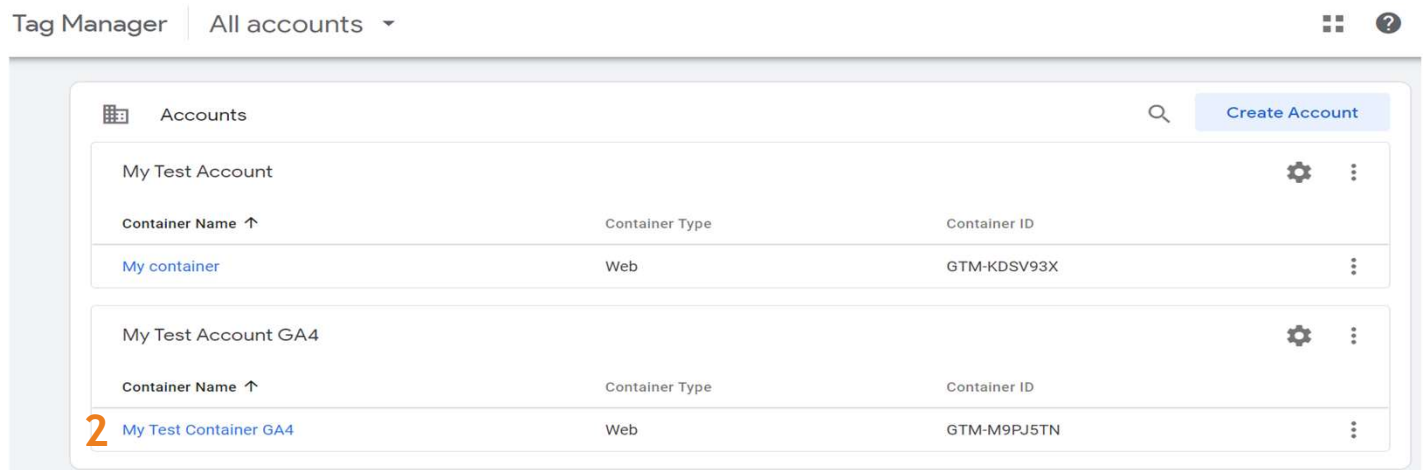 Tag Manager All accounts
Accounts Create Account
My Test Account
Container Name ↑ Container Type Container ID
My container Web GTM-KDSV93X
My Test Account GA4
Container Name ↑ Container Type Container ID
2 My Test Container GA4 Web GTM-M9PJ5TN